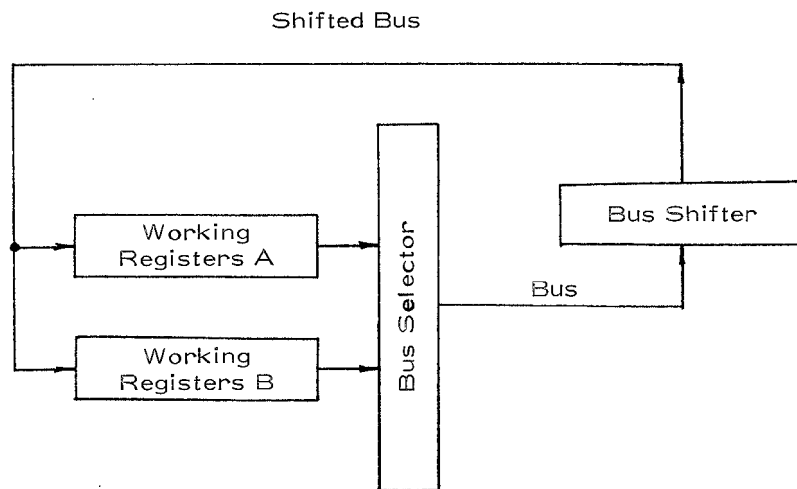 Shifted Bus
Bus Shifter
Working
Registers A
Bus Selector
Bus
Working
Registers B